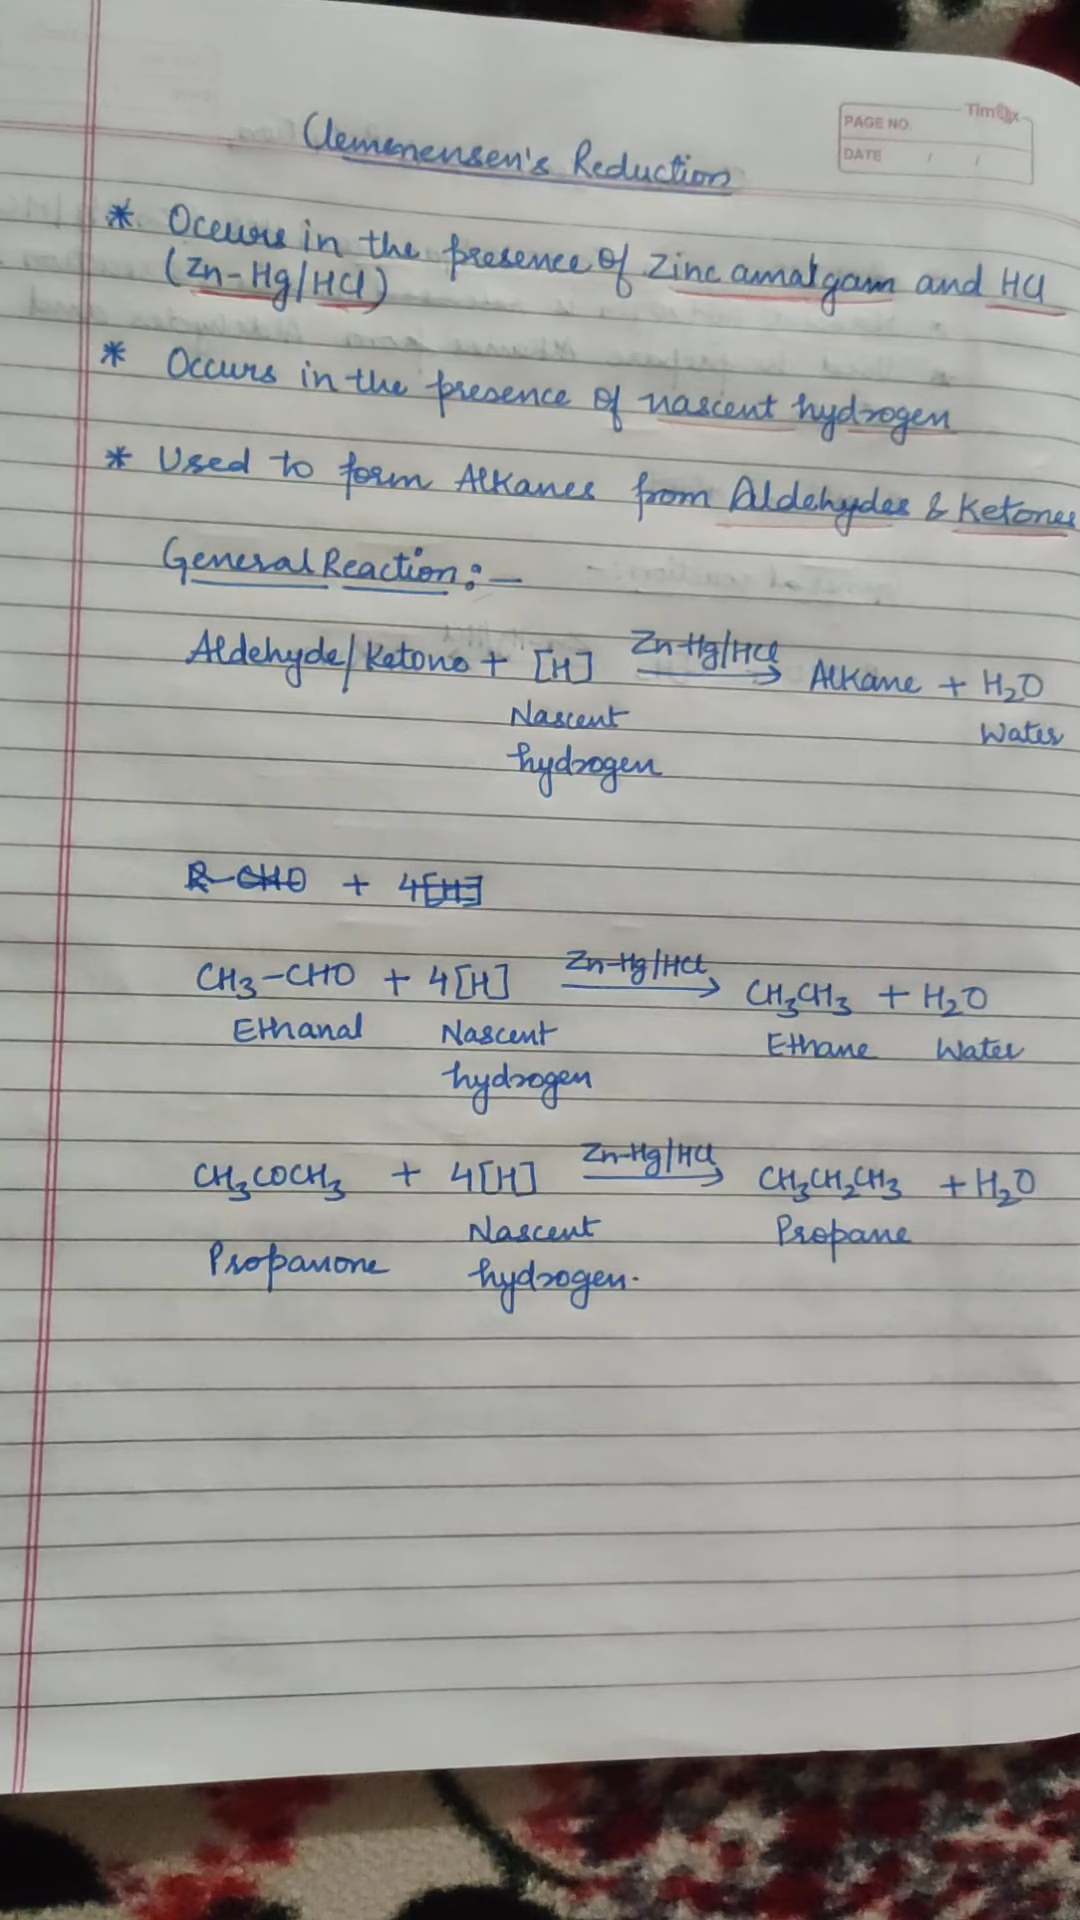 TimOx
PAGE NO.
DATE / /
Clemenensen's Reduction
* Occurs in the presence of Zinc amalgam and HCl
(Zn-Hg/HCl)
* Occurs in the presence of nascent hydrogen
* Used to form Alkanes from Aldehydes & Ketones
General Reaction:-
Aldehyde/Ketone + [H] Zn-Hg/HCl → Alkane + H₂O
Nascent Water
hydrogen
R-CHO + 4[H]
CH₃-CHO + 4[H] Zn-Hg/HCl → CH₃CH₃ + H₂O
Ethanal Nascent Ethane Water
hydrogen
CH₃COCH₃ + 4[H] Zn-Hg/HCl → CH₃CH₂CH₃ + H₂O
Propanone Nascent Propane
hydrogen.